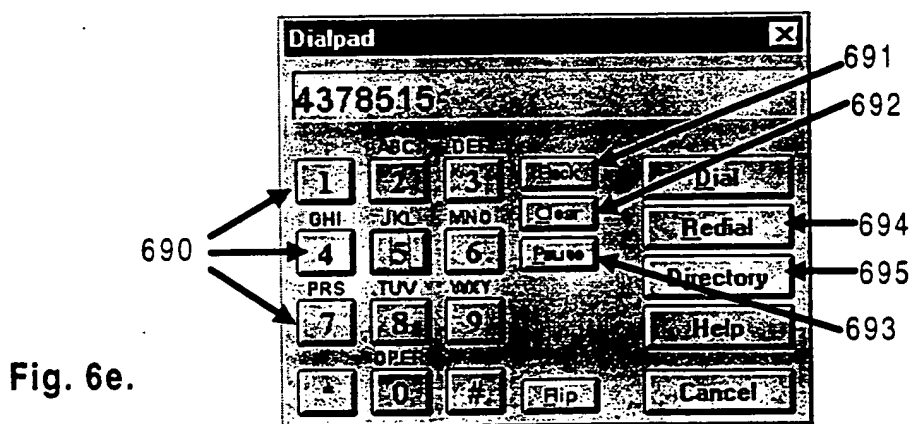 Dialpad
691
4378515
692
ABC DEF
1 2 3 Back Dial
GHI JKL MNO Clear
690 4 5 6 Pause Redial 694
PRS TUV WXY Directory 695
7 8 9 Help 693
OPER
Fig. 6e.
* 0 # Flip Cancel